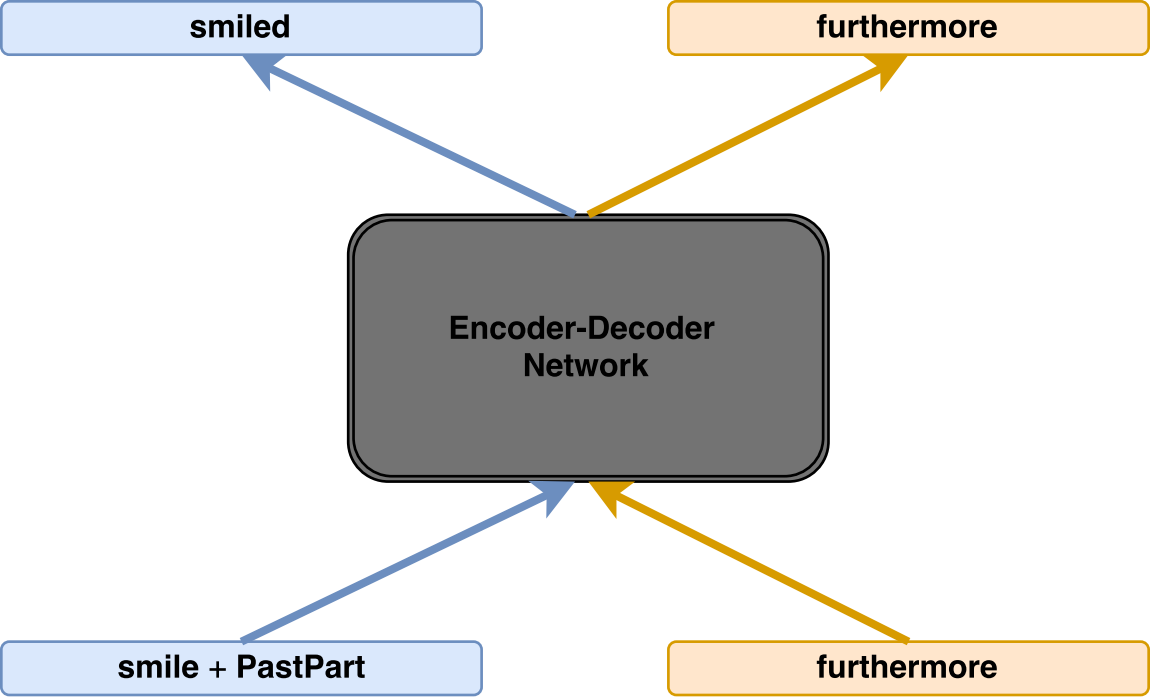 smiled
furthermore
Encoder-Decoder
Network
smile + PastPart
furthermore